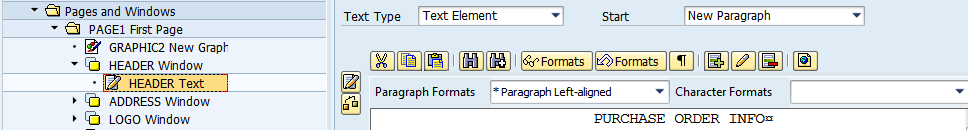 Pages and Windows
PAGE1 First Page
GRAPHIC2 New Graph
HEADER Window
HEADER Text
ADDRESS Window
LOGO Window
Text Type
Text Element
Start
New Paragraph
Formats
Formats
Paragraph Formats
* Paragraph Left-aligned
Character Formats
PURCHASE ORDER INFO¤